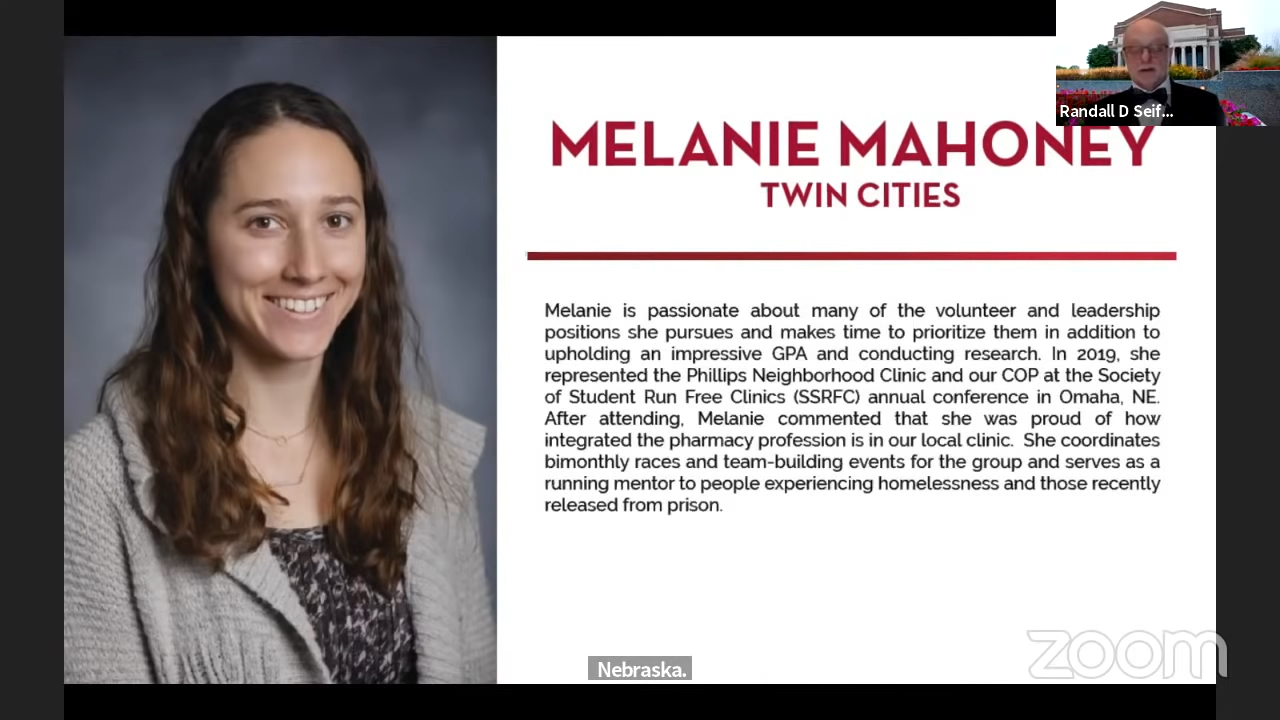 Randall D Seif...
MELANIE MAHONEY
TWIN CITIES
Melanie is passionate about many of the volunteer and leadership
positions she pursues and makes time to prioritize them in addition to
upholding an impressive GPA and conducting research. In 2019, she
represented the Phillips Neighborhood Clinic and our COP at the Society
of Student Run Free Clinics (SSRFC) annual conference in Omaha, NE.
After attending, Melanie commented that she was proud of how
integrated the pharmacy profession is in our local clinic. She coordinates
bimonthly races and team-building events for the group and serves as a
running mentor to people experiencing homelessness and those recently
released from prison.
zoom
Nebraska.